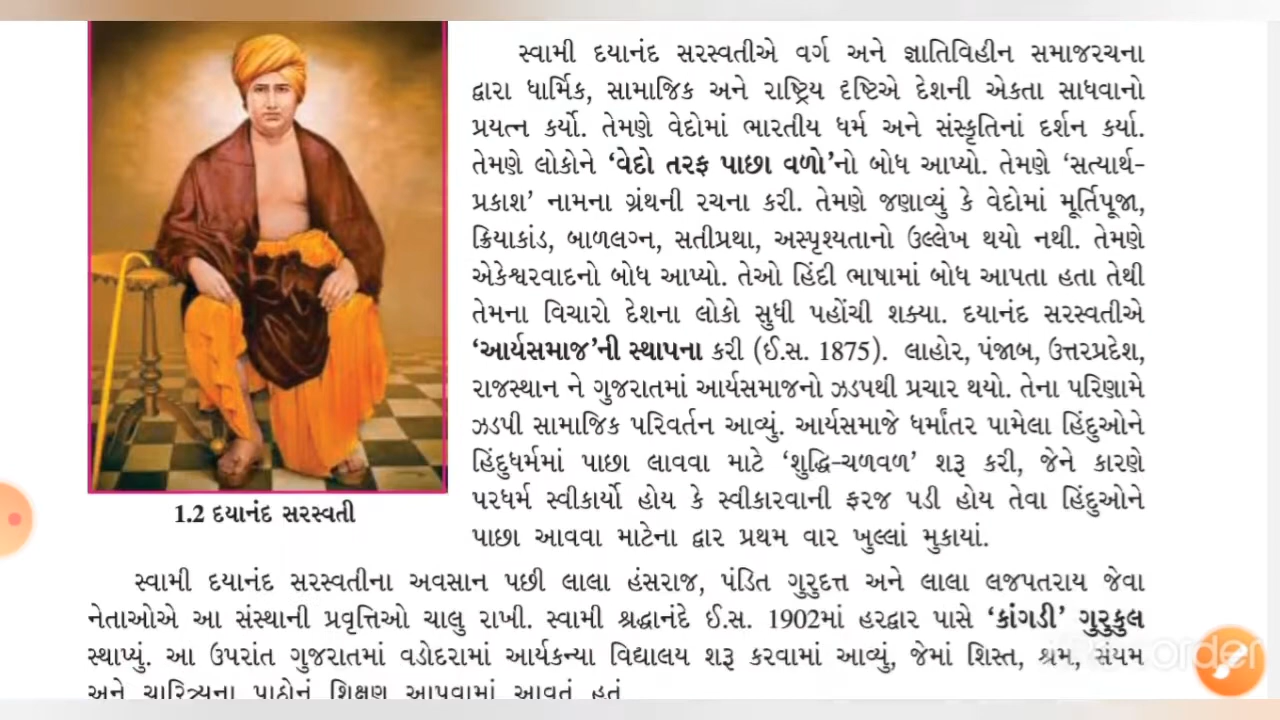 સ્વામી દયાનંદ સરસ્વતીએ વર્ગ અને જ્ઞાતિવિહીન સમાજરચના
દ્વારા ધાર્મિક, સામાજિક અને રાષ્ટ્રિય દૃષ્ટિએ દેશની એકતા સાધવાનો
પ્રયત્ન કર્યો. તેમણે વેદોમાં ભારતીય ધર્મ અને સંસ્કૃતિનાં દર્શન કર્યા.
તેમણે લોકોને ‘વેદો તરફ પાછા વળો’નો બોધ આપ્યો. તેમણે ‘સત્યાર્થ-
પ્રકાશ’ નામના ગ્રંથની રચના કરી. તેમણે જણાવ્યું કે વેદોમાં મૂર્તિપૂજા,
ક્રિયાકાંડ, બાળલગ્ન, સતીપ્રથા, અસ્પૃશ્યતાનો ઉલ્લેખ થયો નથી. તેમણે
એકેશ્વરવાદનો બોધ આપ્યો. તેઓ હિંદી ભાષામાં બોધ આપતા હતા તેથી
તેમના વિચારો દેશના લોકો સુધી પહોંચી શક્યા. દયાનંદ સરસ્વતીએ
‘આર્યસમાજ’ની સ્થાપના કરી (ઈ.સ. 1875). લાહોર, પંજાબ, ઉત્તરપ્રદેશ,
રાજસ્થાન ને ગુજરાતમાં આર્યસમાજનો ઝડપથી પ્રચાર થયો. તેના પરિણામે
ઝડપી સામાજિક પરિવર્તન આવ્યું. આર્યસમાજે ધર્માંતર પામેલા હિંદુઓને
હિંદુધર્મમાં પાછા લાવવા માટે ‘શુદ્ધિ-ચળવળ’ શરૂ કરી, જેને કારણે
પરધર્મ સ્વીકાર્યો હોય કે સ્વીકારવાની ફરજ પડી હોય તેવા હિંદુઓને
પાછા આવવા માટેના દ્વાર પ્રથમ વાર ખુલ્લાં મુકાયાં.
1.2 દયાનંદ સરસ્વતી
સ્વામી દયાનંદ સરસ્વતીના અવસાન પછી લાલા હંસરાજ, પંડિત ગુરુદત્ત અને લાલા લજપતરાય જેવા
નેતાઓએ આ સંસ્થાની પ્રવૃત્તિઓ ચાલુ રાખી. સ્વામી શ્રદ્ધાનંદે ઈ.સ. 1902માં હરદ્વાર પાસે ‘કાંગડી’ ગુરુકુલ
સ્થાપ્યું. આ ઉપરાંત ગુજરાતમાં વડોદરામાં આર્યકન્યા વિદ્યાલય શરૂ કરવામાં આવ્યું, જેમાં શિસ્ત, શ્રમ, સંયમ
અને ચારિત્ર્યના પાઠોનું શિક્ષણ આપવામાં આવતું હતું